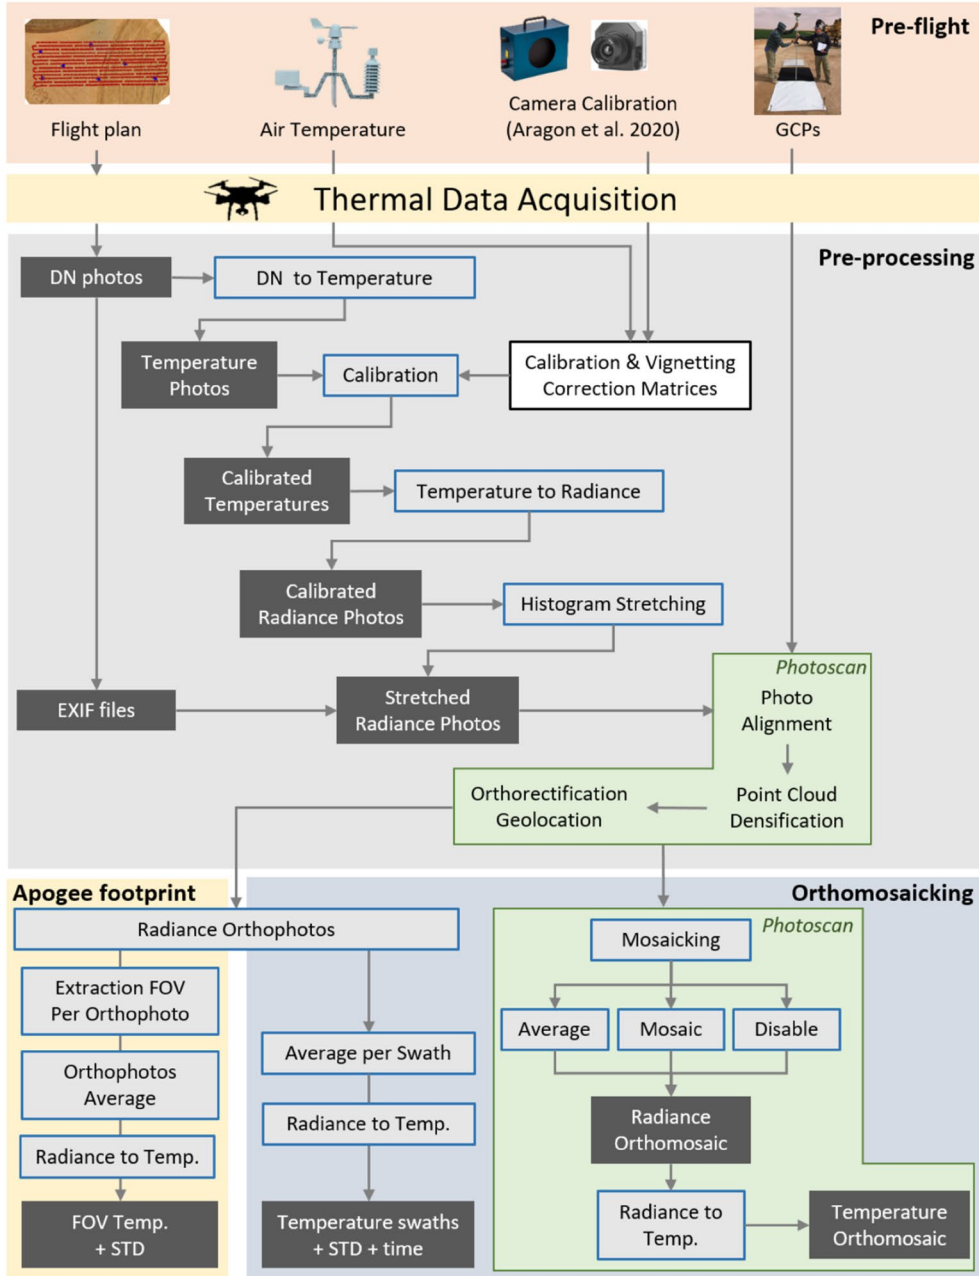 Pre-flight
Flight plan
Air Temperature
Camera Calibration
(Aragon et al. 2020)
GCPs
Thermal Data Acquisition
Pre-processing
DN photos
DN to Temperature
Temperature
Photos
Calibration
Calibration & Vignetting
Correction Matrices
Calibrated
Temperatures
Temperature to Radiance
Calibrated
Radiance Photos
Histogram Stretching
EXIF files
Stretched
Radiance Photos
Photoscan
Photo
Alignment
Point Cloud
Densification
Orthorectification
Geolocation
Apogee footprint
Orthomosaicking
Radiance Orthophotos
Extraction FOV
Per Orthophoto
Orthophotos
Average
Radiance to Temp.
FOV Temp.
+ STD
Average per Swath
Radiance to Temp.
Temperature swaths
+ STD + time
Photoscan
Mosaicking
Average
Mosaic
Disable
Radiance
Orthomosaic
Radiance to
Temp.
Temperature
Orthomosaic